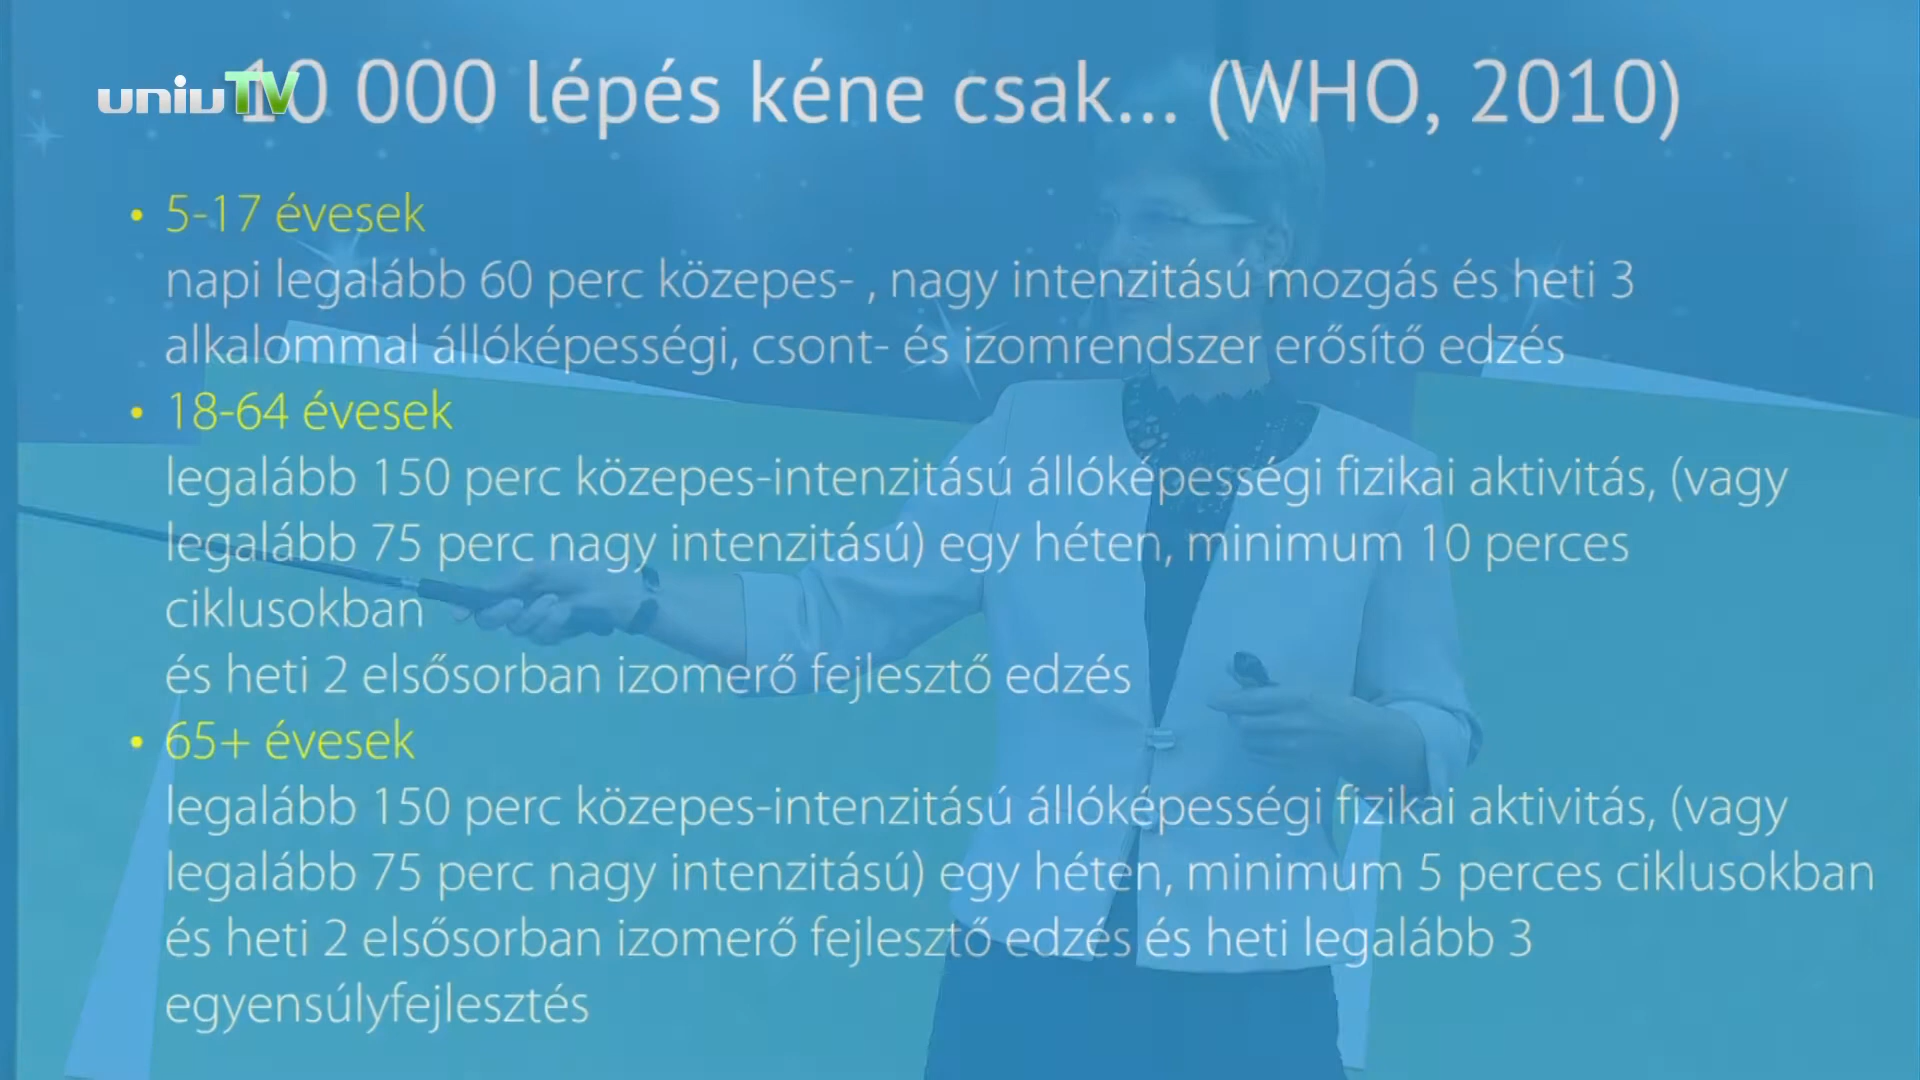 uniuTV
10 000 lépés kéne csak... (WHO, 2010)
• 5-17 évesek
napi legalább 60 perc közepes- , nagy intenzitású mozgás és heti 3
alkalommal állóképességi, csont- és izomrendszer erősítő edzés
• 18-64 évesek
legalább 150 perc közepes-intenzitású állóképességi fizikai aktivitás, (vagy
legalább 75 perc nagy intenzitású) egy héten, minimum 10 perces
ciklusokban
és heti 2 elsősorban izomerő fejlesztő edzés
• 65+ évesek
legalább 150 perc közepes-intenzitású állóképességi fizikai aktivitás, (vagy
legalább 75 perc nagy intenzitású) egy héten, minimum 5 perces ciklusokban
és heti 2 elsősorban izomerő fejlesztő edzés és heti legalább 3
egyensúlyfejlesztés